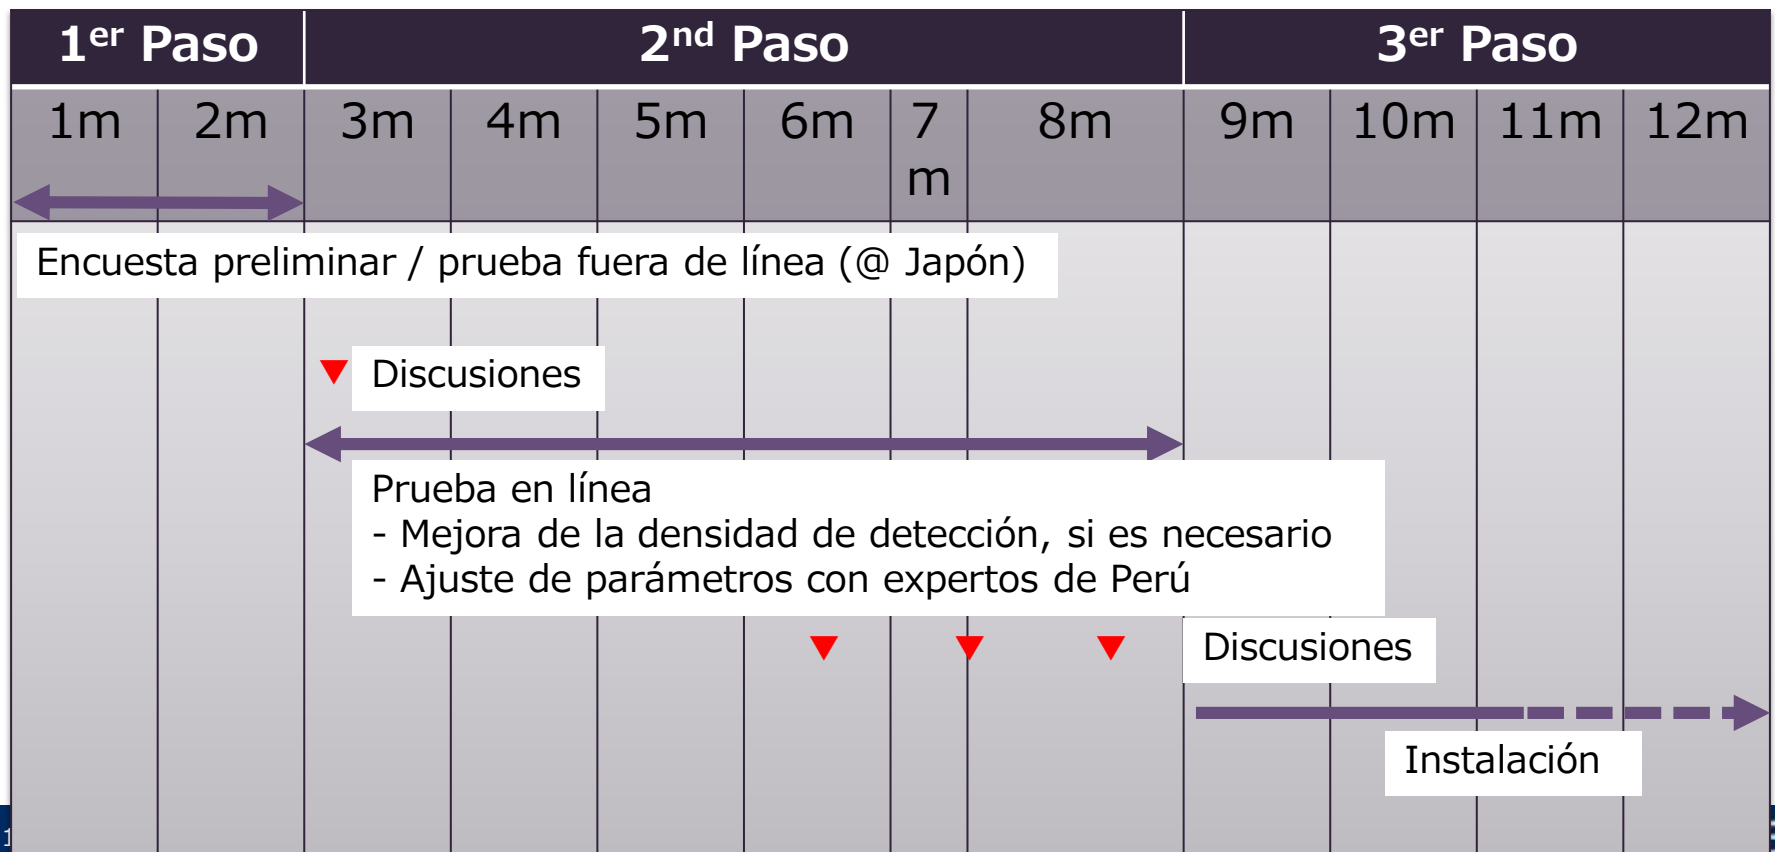 1er Paso 2nd Paso 3er Paso
1m 2m 3m 4m 5m 6m 7 m 8m 9m 10m 11m 12m
Encuesta preliminar / prueba fuera de línea (@ Japón)
Discusiones
Prueba en línea
- Mejora de la densidad de detección, si es necesario
- Ajuste de parámetros con expertos de Perú
Discusiones
Instalación